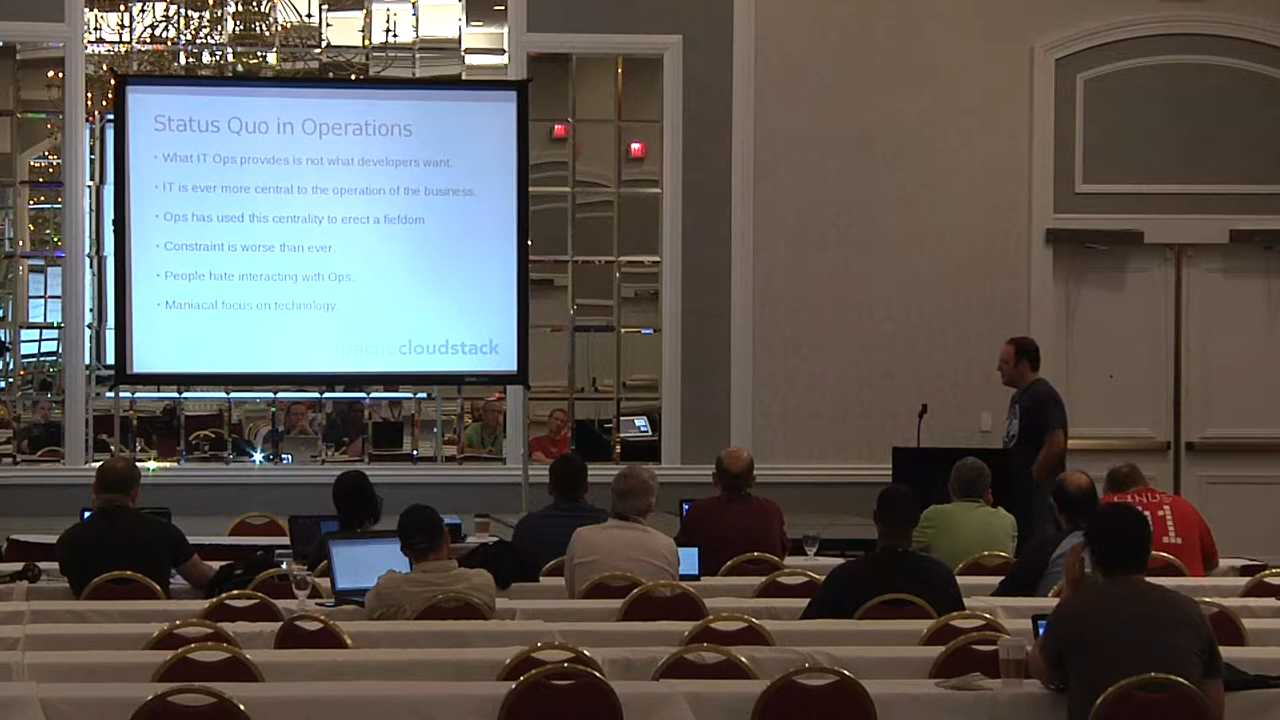 Status Quo in Operations
• What IT Ops provides is not what developers want.
• IT is ever more central to the operation of the business.
• Ops has used this centrality to erect a fiefdom
• Constraint is worse than ever.
• People hate interacting with Ops.
• Maniacal focus on technology.
apachecloudstack
LINUS